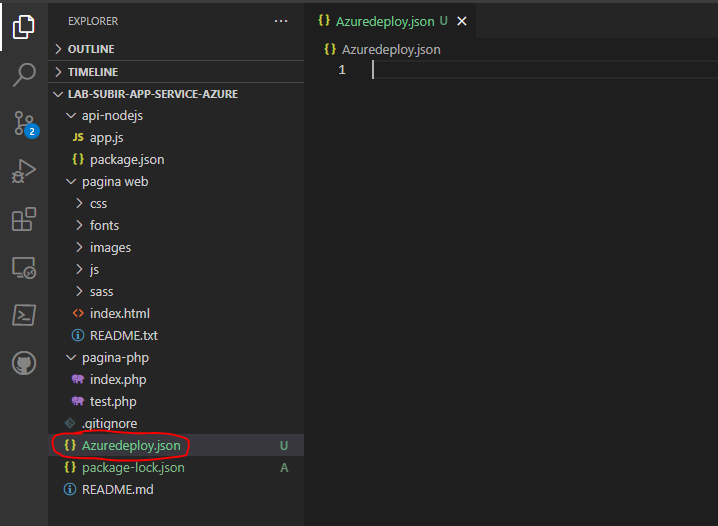 EXPLORER
OUTLINE
TIMELINE
LAB-SUBIR-APP-SERVICE-AZURE
api-nodejs
JS app.js
{} package.json
pagina web
css
fonts
images
js
sass
<> index.html
README.txt
pagina-php
index.php
test.php
.gitignore
{} Azuredeploy.json U
{} package-lock.json A
README.md
2
{} Azuredeploy.json U
{} Azuredeploy.json
1